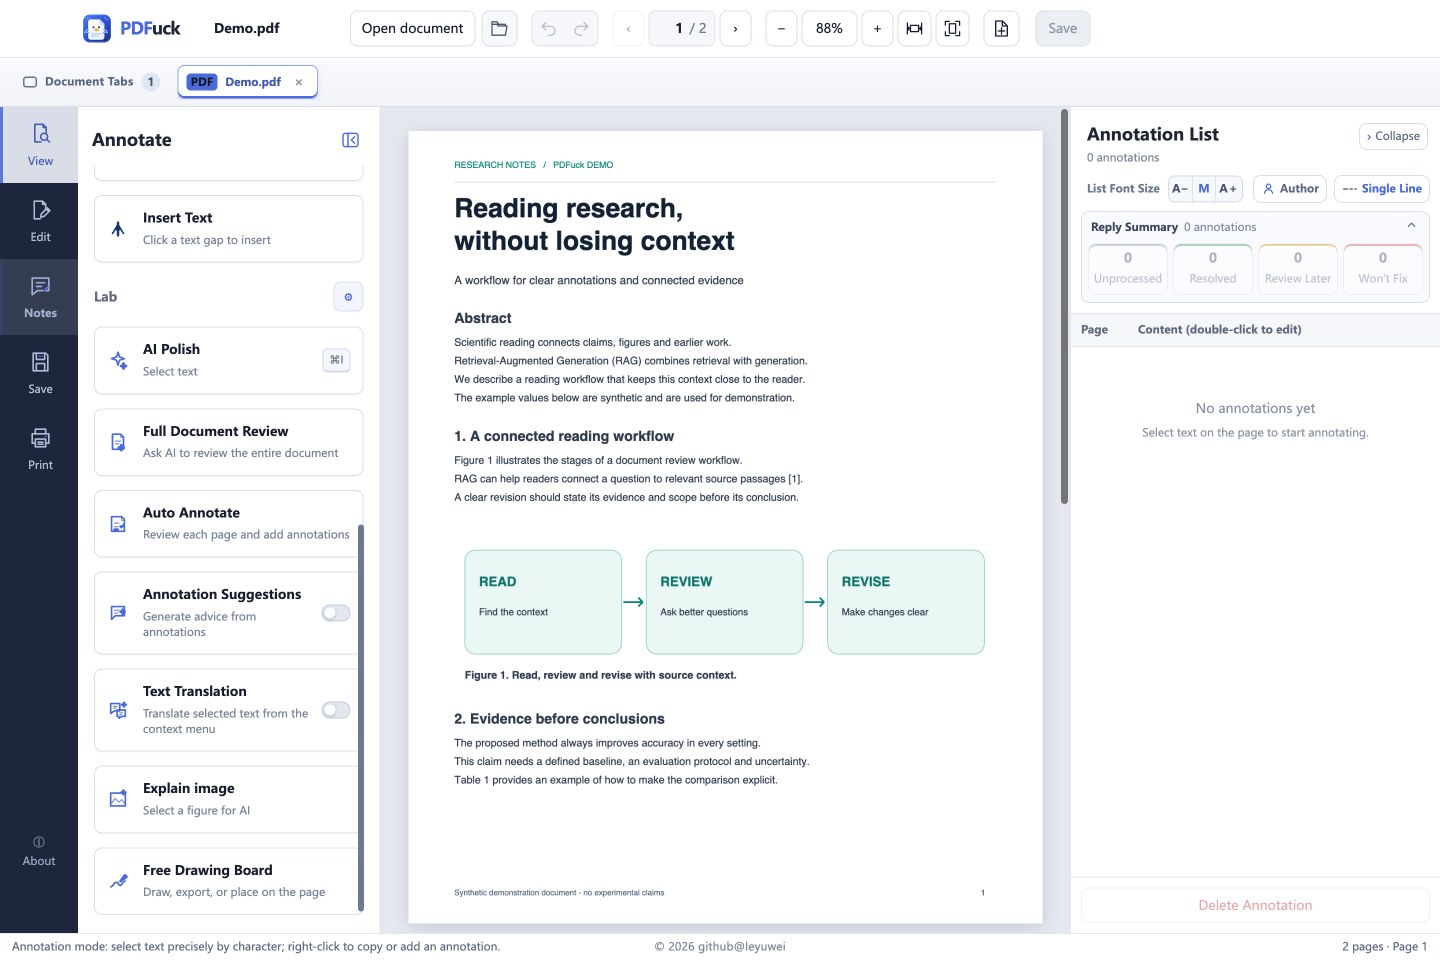 PDFuck
Demo.pdf
Open document
‹ 1 / 2 ›
− 88% +
Save
Document Tabs 1
PDF Demo.pdf ×
View
Edit
Notes
Save
Print
About
Annotate
Insert Text
Click a text gap to insert
Lab
AI Polish
Select text
⌘I
Full Document Review
Ask AI to review the entire document
Auto Annotate
Review each page and add annotations
Annotation Suggestions
Generate advice from
annotations
Text Translation
Translate selected text from the
context menu
Explain image
Select a figure for AI
Free Drawing Board
Draw, export, or place on the page
RESEARCH NOTES / PDFuck DEMO
Reading research,
without losing context
A workflow for clear annotations and connected evidence
Abstract
Scientific reading connects claims, figures and earlier work.
Retrieval-Augmented Generation (RAG) combines retrieval with generation.
We describe a reading workflow that keeps this context close to the reader.
The example values below are synthetic and are used for demonstration.
1. A connected reading workflow
Figure 1 illustrates the stages of a document review workflow.
RAG can help readers connect a question to relevant source passages [1].
A clear revision should state its evidence and scope before its conclusion.
READ
Find the context
REVIEW
Ask better questions
REVISE
Make changes clear
Figure 1. Read, review and revise with source context.
2. Evidence before conclusions
The proposed method always improves accuracy in every setting.
This claim needs a defined baseline, an evaluation protocol and uncertainty.
Table 1 provides an example of how to make the comparison explicit.
Synthetic demonstration document - no experimental claims 1
Annotation List
› Collapse
0 annotations
List Font Size A− M A+ Author --- Single Line
Reply Summary 0 annotations
0 Unprocessed
0 Resolved
0 Review Later
0 Won't Fix
Page Content (double-click to edit)
No annotations yet
Select text on the page to start annotating.
Delete Annotation
Annotation mode: select text precisely by character; right-click to copy or add an annotation.
© 2026 github@leyuwei
2 pages · Page 1